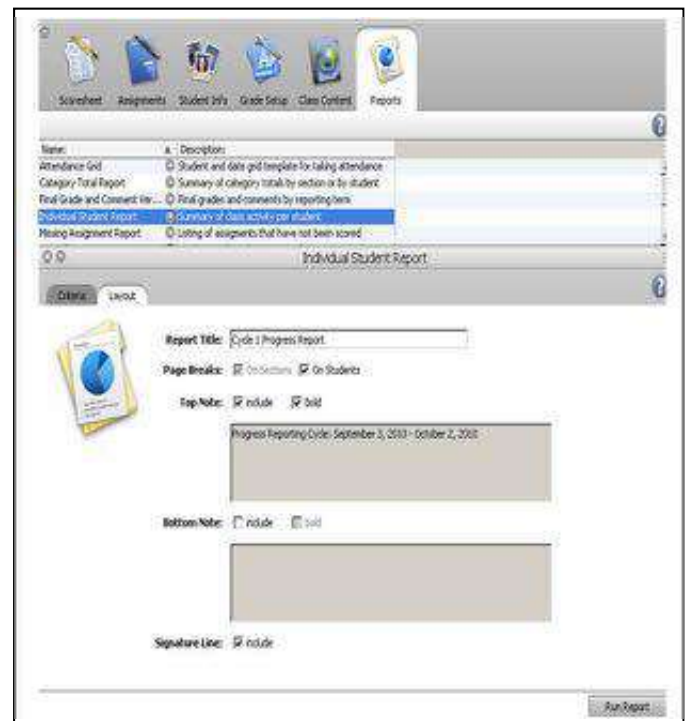 Scoresheet Assignments Student Info Grade Setup Class Content Reports
Name: Description:
Attendance Grid Student and date grid template for taking attendance
Category Total Report Summary of category totals by section or by student
Final Grade and Comment Ver... Final grades and comments by reporting term
Individual Student Report Summary of class activity per student
Missing Assignment Report Listing of assigments that have not been scored
Individual Student Report
Criteria Layout
Report Title: Cycle 1 Progress Report
Page Breaks: On Sections On Students
Top Note: include bold
Progress Reporting Cycle: September 3, 2010 - October 2, 2010
Bottom Note: include bold
Signature Line: include
Run Report